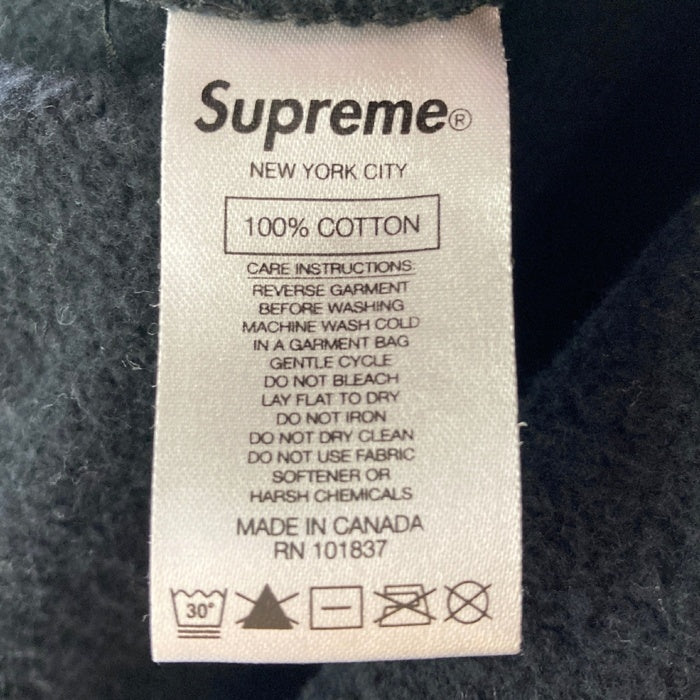 Supreme®
NEW YORK CITY
100% COTTON
CARE INSTRUCTIONS:
REVERSE GARMENT
BEFORE WASHING
MACHINE WASH COLD
IN A GARMENT BAG
GENTLE CYCLE
DO NOT BLEACH
LAY FLAT TO DRY
DO NOT IRON
DO NOT DRY CLEAN
DO NOT USE FABRIC
SOFTENER OR
HARSH CHEMICALS
MADE IN CANADA
RN 101837
30°